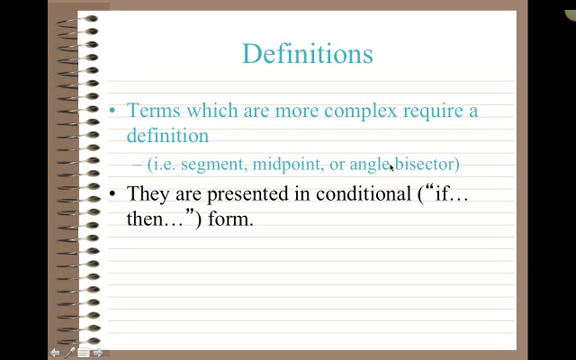 Definitions
• Terms which are more complex require a
definition
– (i.e. segment, midpoint, or angle bisector)
• They are presented in conditional (“if…
then…”) form.